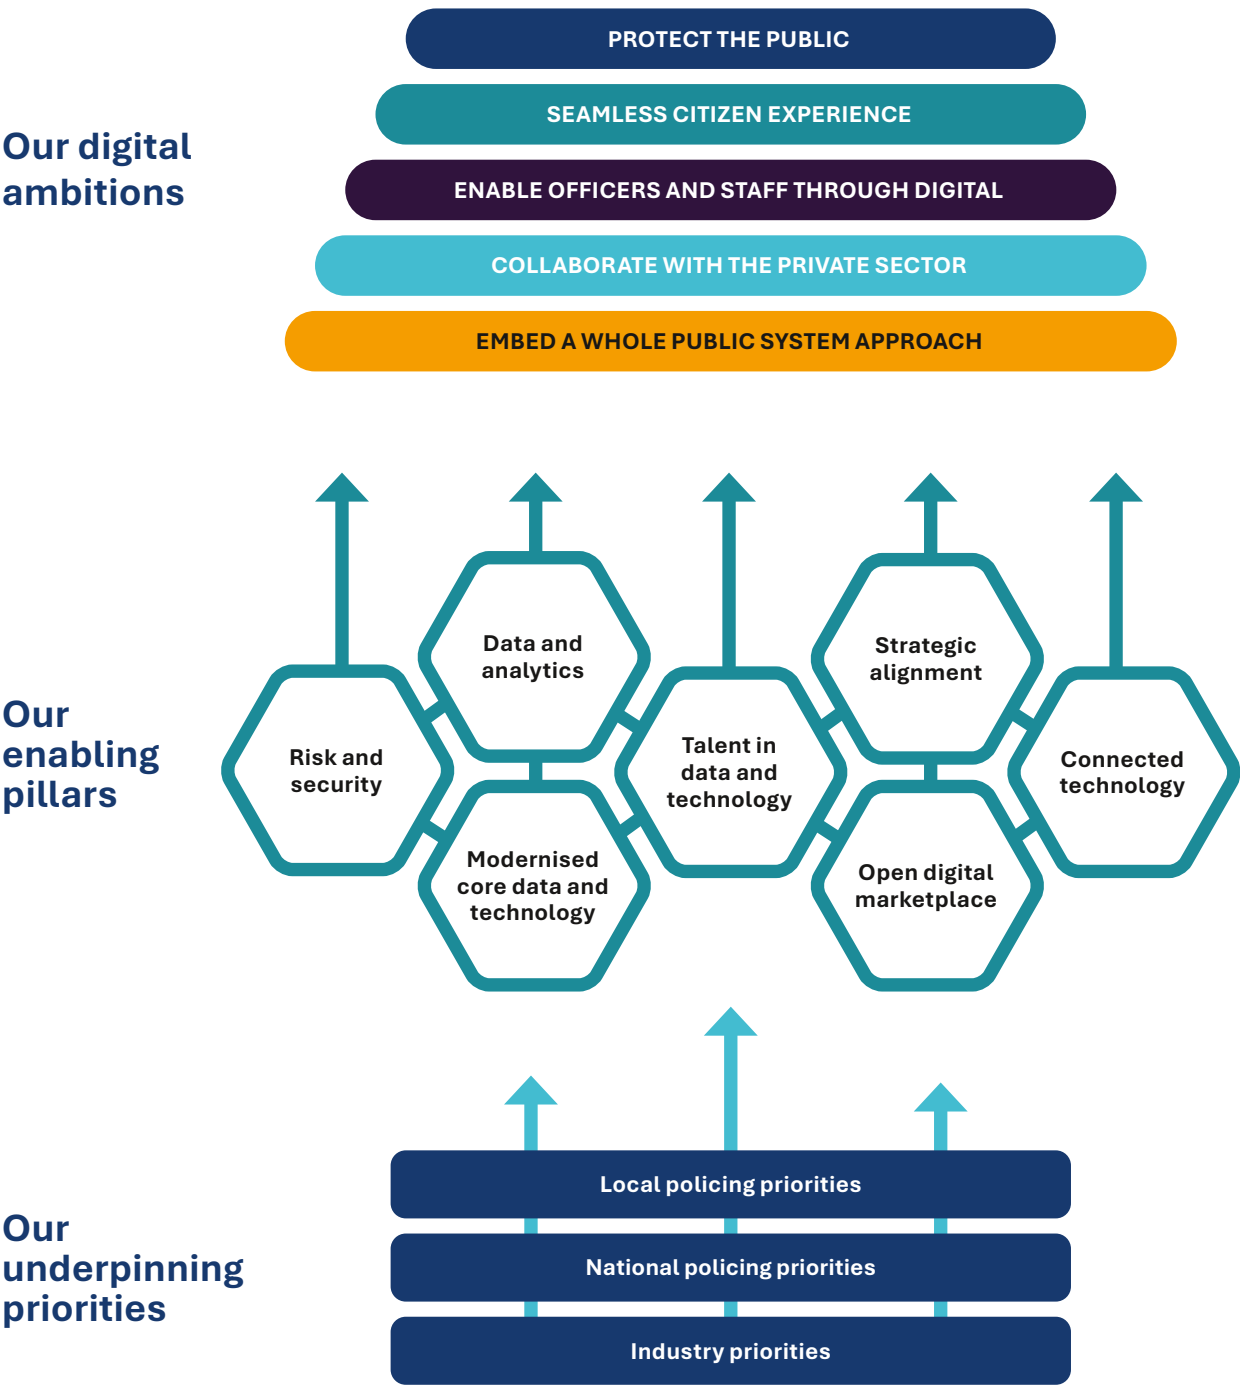 PROTECT THE PUBLIC
SEAMLESS CITIZEN EXPERIENCE
Our digital
ambitions
ENABLE OFFICERS AND STAFF THROUGH DIGITAL
COLLABORATE WITH THE PRIVATE SECTOR
EMBED A WHOLE PUBLIC SYSTEM APPROACH
Our
enabling
pillars
Risk and
security
Data and
analytics
Modernised
core data and
technology
Talent in
data and
technology
Strategic
alignment
Open digital
marketplace
Connected
technology
Our
underpinning
priorities
Local policing priorities
National policing priorities
Industry priorities